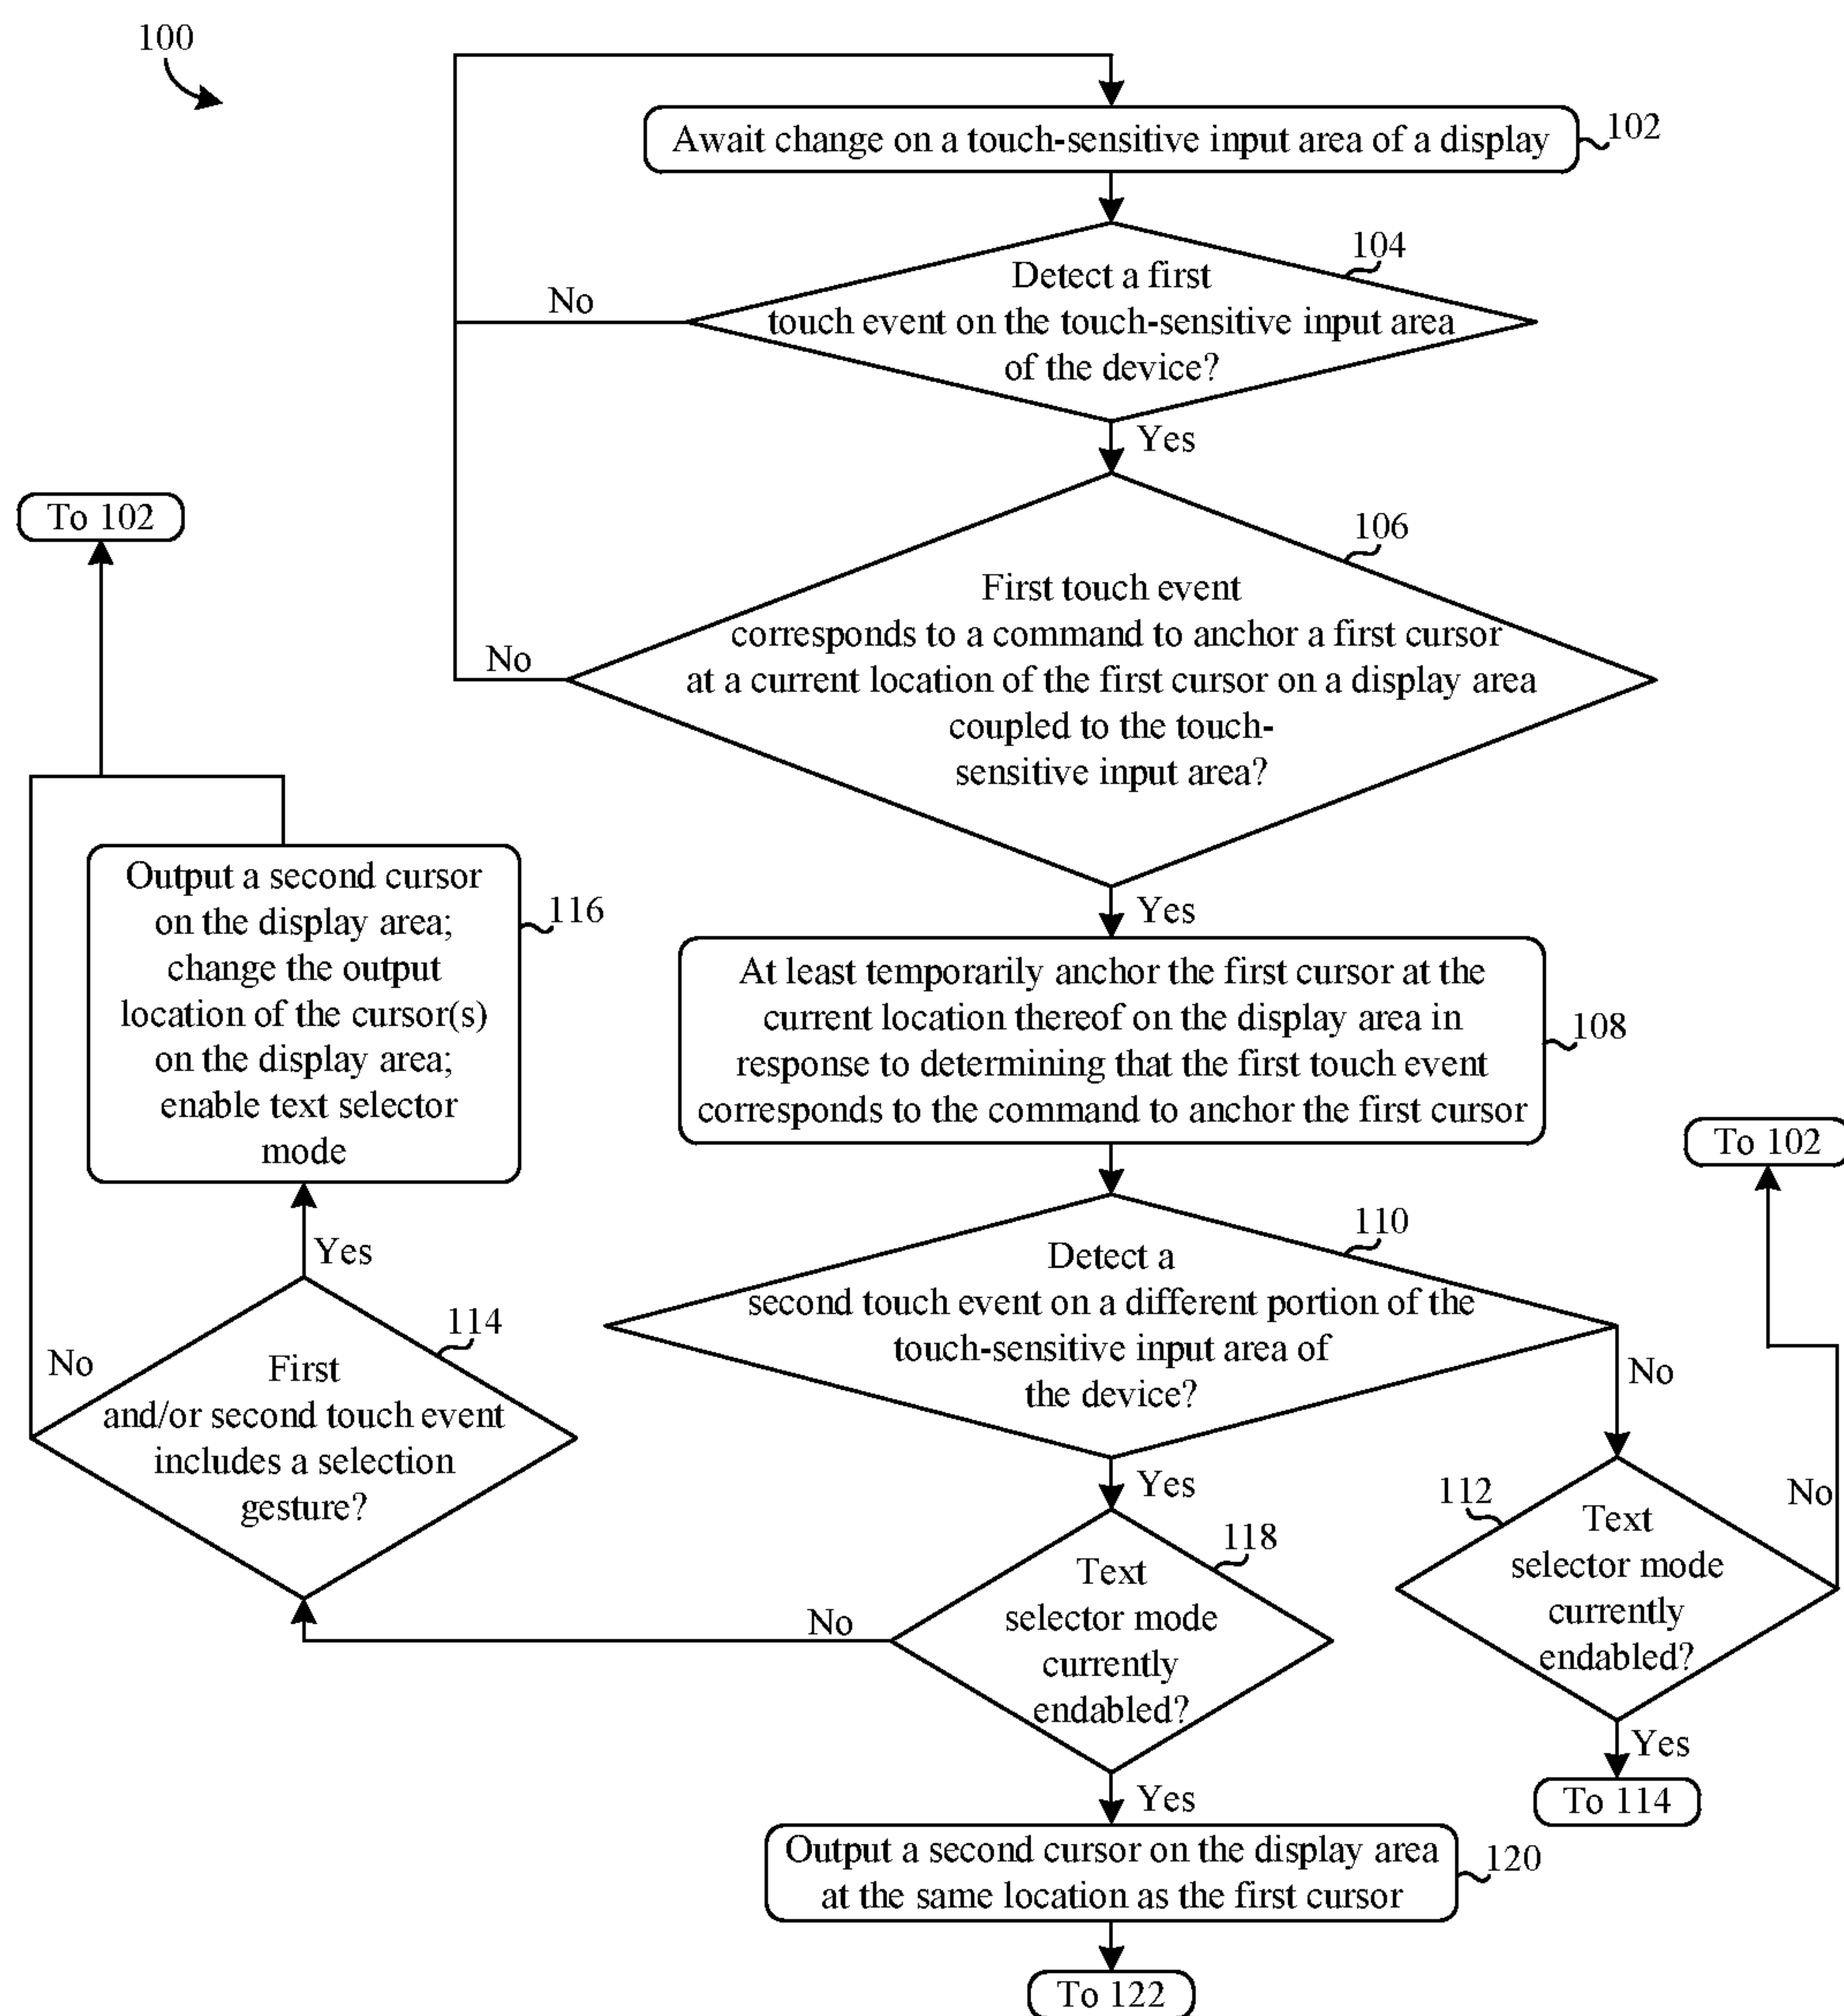 100
Await change on a touch-sensitive input area of a display
102
104
Detect a first
touch event on the touch-sensitive input area
of the device?
No
Yes
To 102
106
First touch event
corresponds to a command to anchor a first cursor
at a current location of the first cursor on a display area
coupled to the touch-
sensitive input area?
No
Yes
Output a second cursor
on the display area;
change the output
location of the cursor(s)
on the display area;
enable text selector
mode
116
At least temporarily anchor the first cursor at the
current location thereof on the display area in
response to determining that the first touch event
corresponds to the command to anchor the first cursor
108
To 102
110
Detect a
second touch event on a different portion of the
touch-sensitive input area of
the device?
No
Yes
Yes
114
First
and/or second touch event
includes a selection
gesture?
No
112
Text
selector mode
currently
endabled?
No
Yes
To 114
118
Text
selector mode
currently
endabled?
No
Yes
Output a second cursor on the display area
at the same location as the first cursor
120
To 122